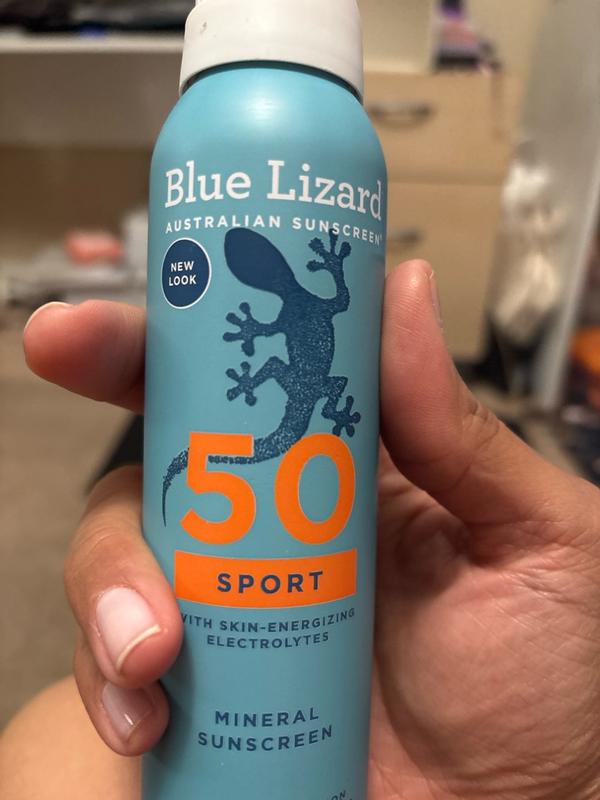 Blue Lizard
AUSTRALIAN SUNSCREEN®
NEW
LOOK
50
SPORT
WITH SKIN-ENERGIZING
ELECTROLYTES
MINERAL
SUNSCREEN